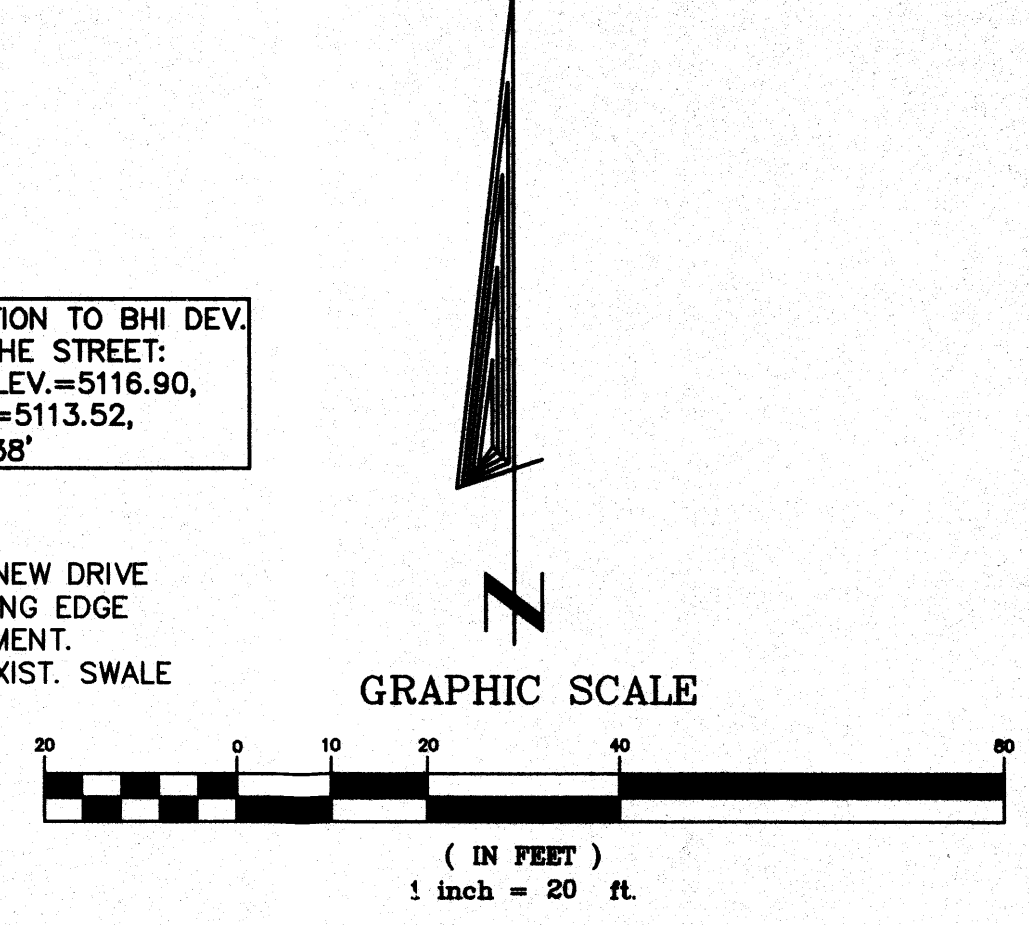 TION TO BHI DEV.
HE STREET:
LEV.=5116.90,
=5113.52,
38'
NEW DRIVE
NG EDGE
MENT.
XIST. SWALE
N
GRAPHIC SCALE
20 0 10 20 40 80
( IN FEET )
1 inch = 20 ft.